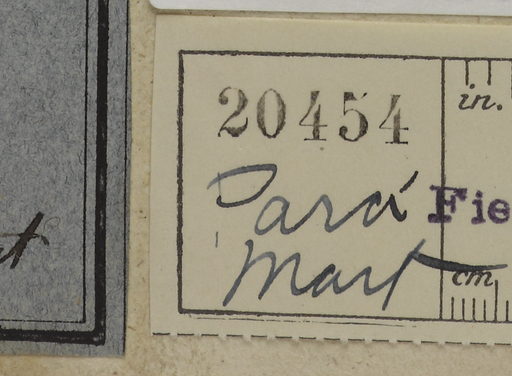 20454
in.
Pará
Fie
Mart
cm